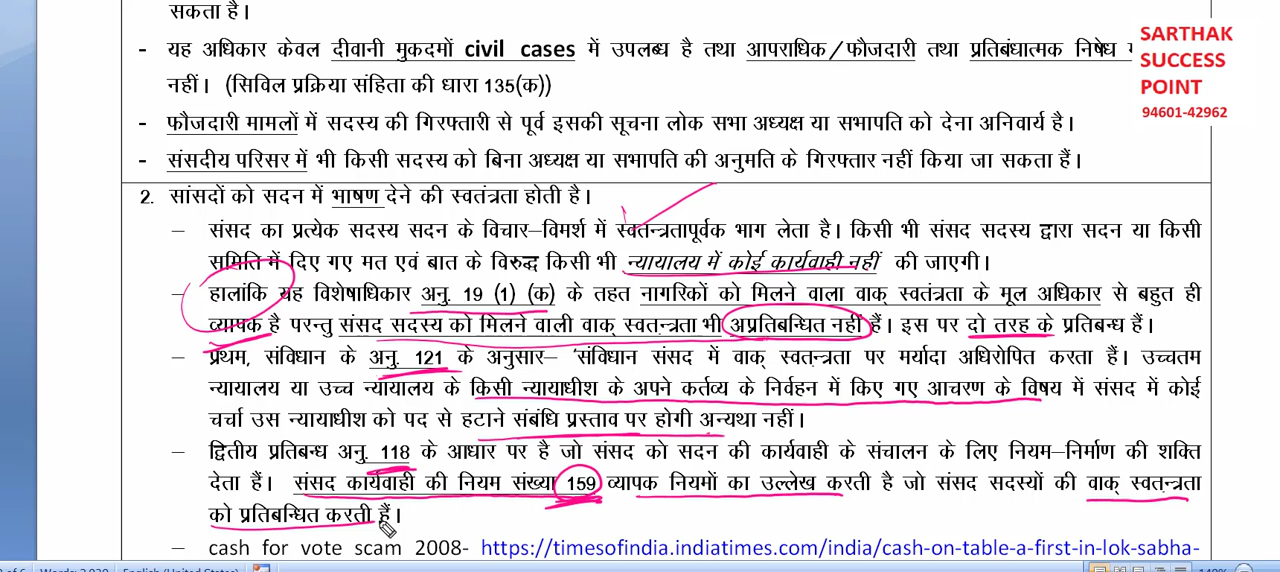 सकता है।
SARTHAK
SUCCESS
POINT
94601-42962
- यह अधिकार केवल दीवानी मुकदमों civil cases में उपलब्ध है तथा आपराधिक/फौजदारी तथा प्रतिबंधात्मक निषेध
नहीं। (सिविल प्रक्रिया संहिता की धारा 135(क))
- फौजदारी मामलों में सदस्य की गिरफ्तारी से पूर्व इसकी सूचना लोक सभा अध्यक्ष या सभापति को देना अनिवार्य है।
- संसदीय परिसर में भी किसी सदस्य को बिना अध्यक्ष या सभापति की अनुमति के गिरफ्तार नहीं किया जा सकता हैं।
2. सांसदों को सदन में भाषण देने की स्वतंत्रता होती है।
– संसद का प्रत्येक सदस्य सदन के विचार–विमर्श में स्वतन्त्रतापूर्वक भाग लेता है। किसी भी संसद सदस्य द्वारा सदन या किसी
समिति में दिए गए मत एवं बात के विरुद्ध किसी भी न्यायालय में कोई कार्यवाही नहीं की जाएगी।
– हालांकि यह विशेषाधिकार अनु. 19 (1) (क) के तहत नागरिकों को मिलने वाला वाक् स्वतंत्रता के मूल अधिकार से बहुत ही
व्यापक है परन्तु संसद सदस्य को मिलने वाली वाक् स्वतन्त्रता भी अप्रतिबन्धित नहीं हैं। इस पर दो तरह के प्रतिबन्ध हैं।
– प्रथम, संविधान के अनु. 121 के अनुसार– 'संविधान संसद में वाक् स्वतन्त्रता पर मर्यादा अधिरोपित करता हैं। उच्चतम
न्यायालय या उच्च न्यायालय के किसी न्यायाधीश के अपने कर्तव्य के निर्वहन में किए गए आचरण के विषय में संसद में कोई
चर्चा उस न्यायाधीश को पद से हटाने संबंधि प्रस्ताव पर होगी अन्यथा नहीं।
– द्वितीय प्रतिबन्ध अनु. 118 के आधार पर है जो संसद को सदन की कार्यवाही के संचालन के लिए नियम–निर्माण की शक्ति
देता हैं। संसद कार्यवाही की नियम संख्या 159 व्यापक नियमों का उल्लेख करती है जो संसद सदस्यों की वाक् स्वतन्त्रता
को प्रतिबन्धित करती हैं।
– cash for vote scam 2008- https://timesofindia.indiatimes.com/india/cash-on-table-a-first-in-lok-sabha-